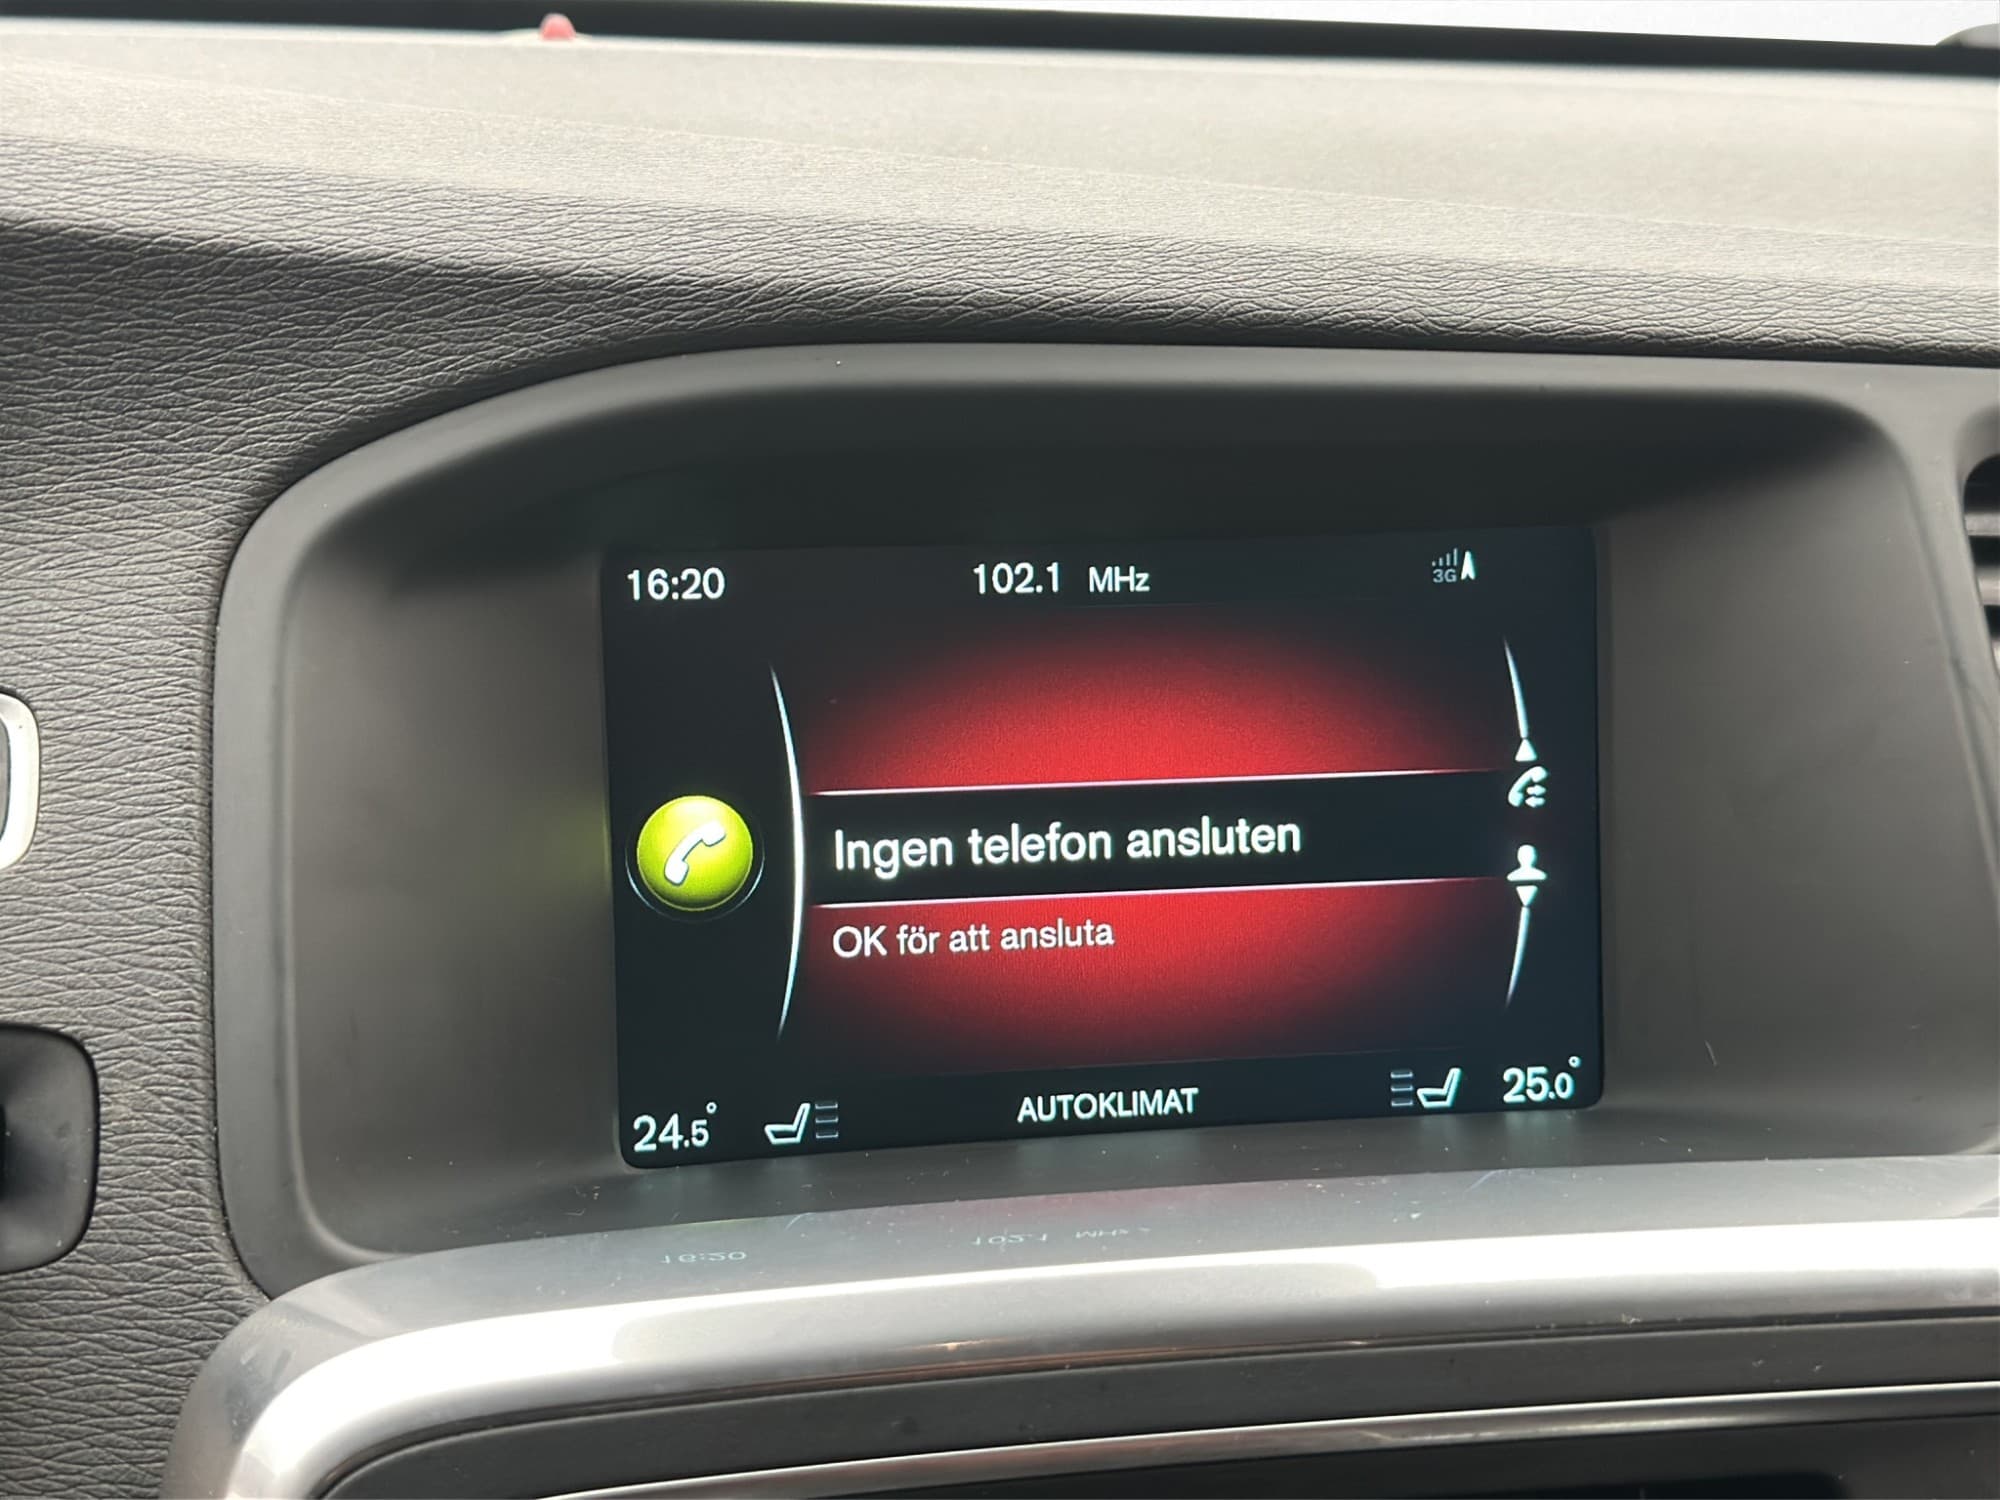 16:20
102.1 MHz
3G
Ingen telefon ansluten
OK för att ansluta
24.5°
AUTOKLIMAT
25.0°